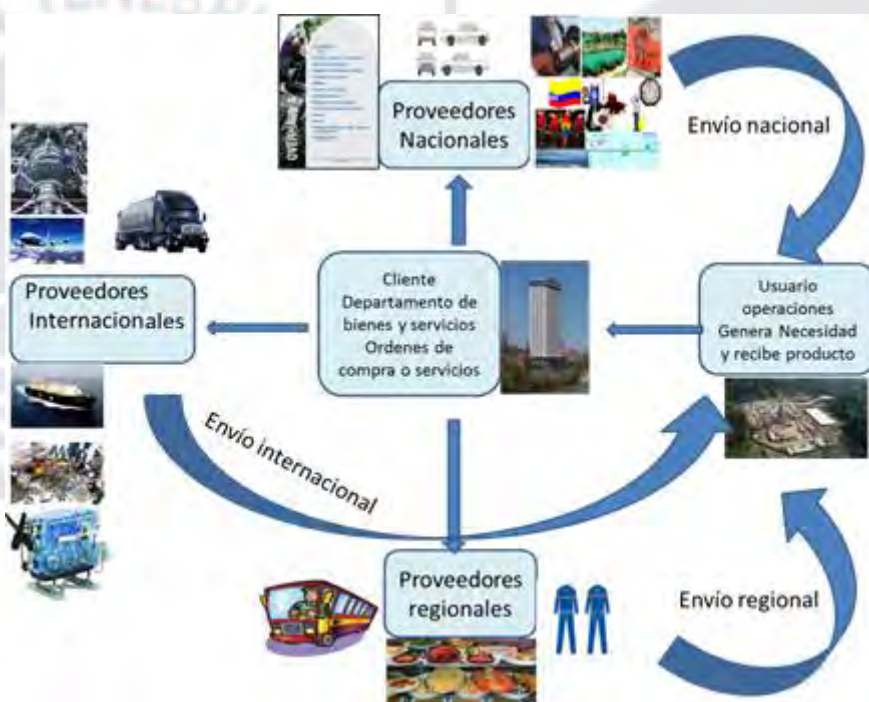 Proveedores
Nacionales
Envío nacional
Proveedores
Internacionales
Cliente
Departamento de
bienes y servicios
Ordenes de
compra o servicios
Usuario
operaciones
Genera Necesidad
y recibe producto
Envío internacional
Proveedores
regionales
Envío regional